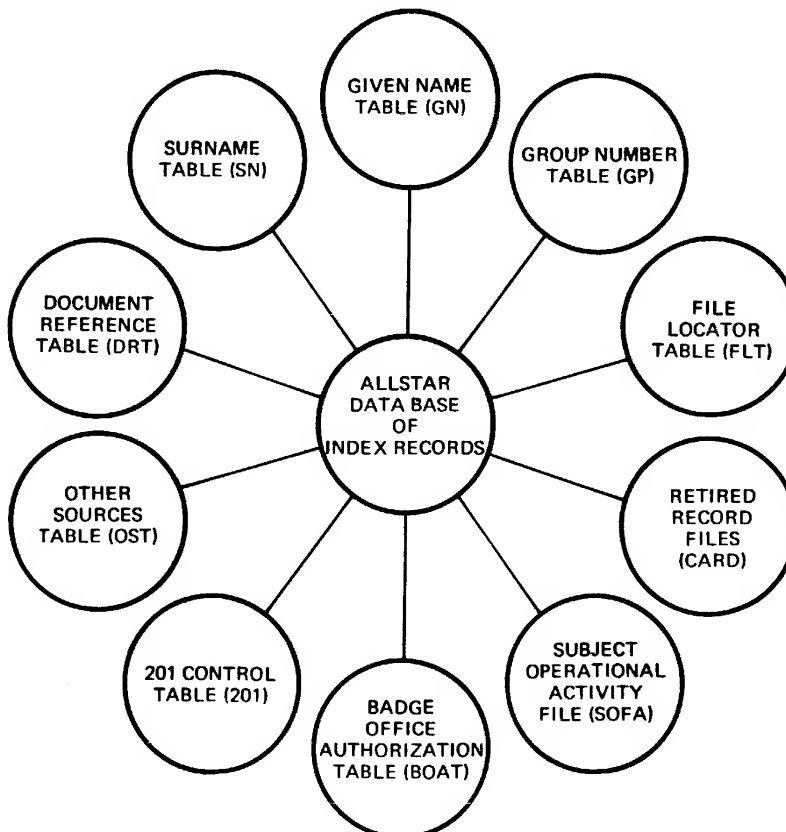 GIVEN NAME
TABLE (GN)
GROUP NUMBER
TABLE (GP)
FILE
LOCATOR
TABLE (FLT)
RETIRED
RECORD
FILES
(CARD)
SUBJECT
OPERATIONAL
ACTIVITY
FILE (SOFA)
BADGE
OFFICE
AUTHORIZATION
TABLE (BOAT)
201 CONTROL
TABLE (201)
OTHER
SOURCES
TABLE (OST)
DOCUMENT
REFERENCE
TABLE (DRT)
SURNAME
TABLE (SN)
ALLSTAR
DATA BASE
OF
INDEX RECORDS